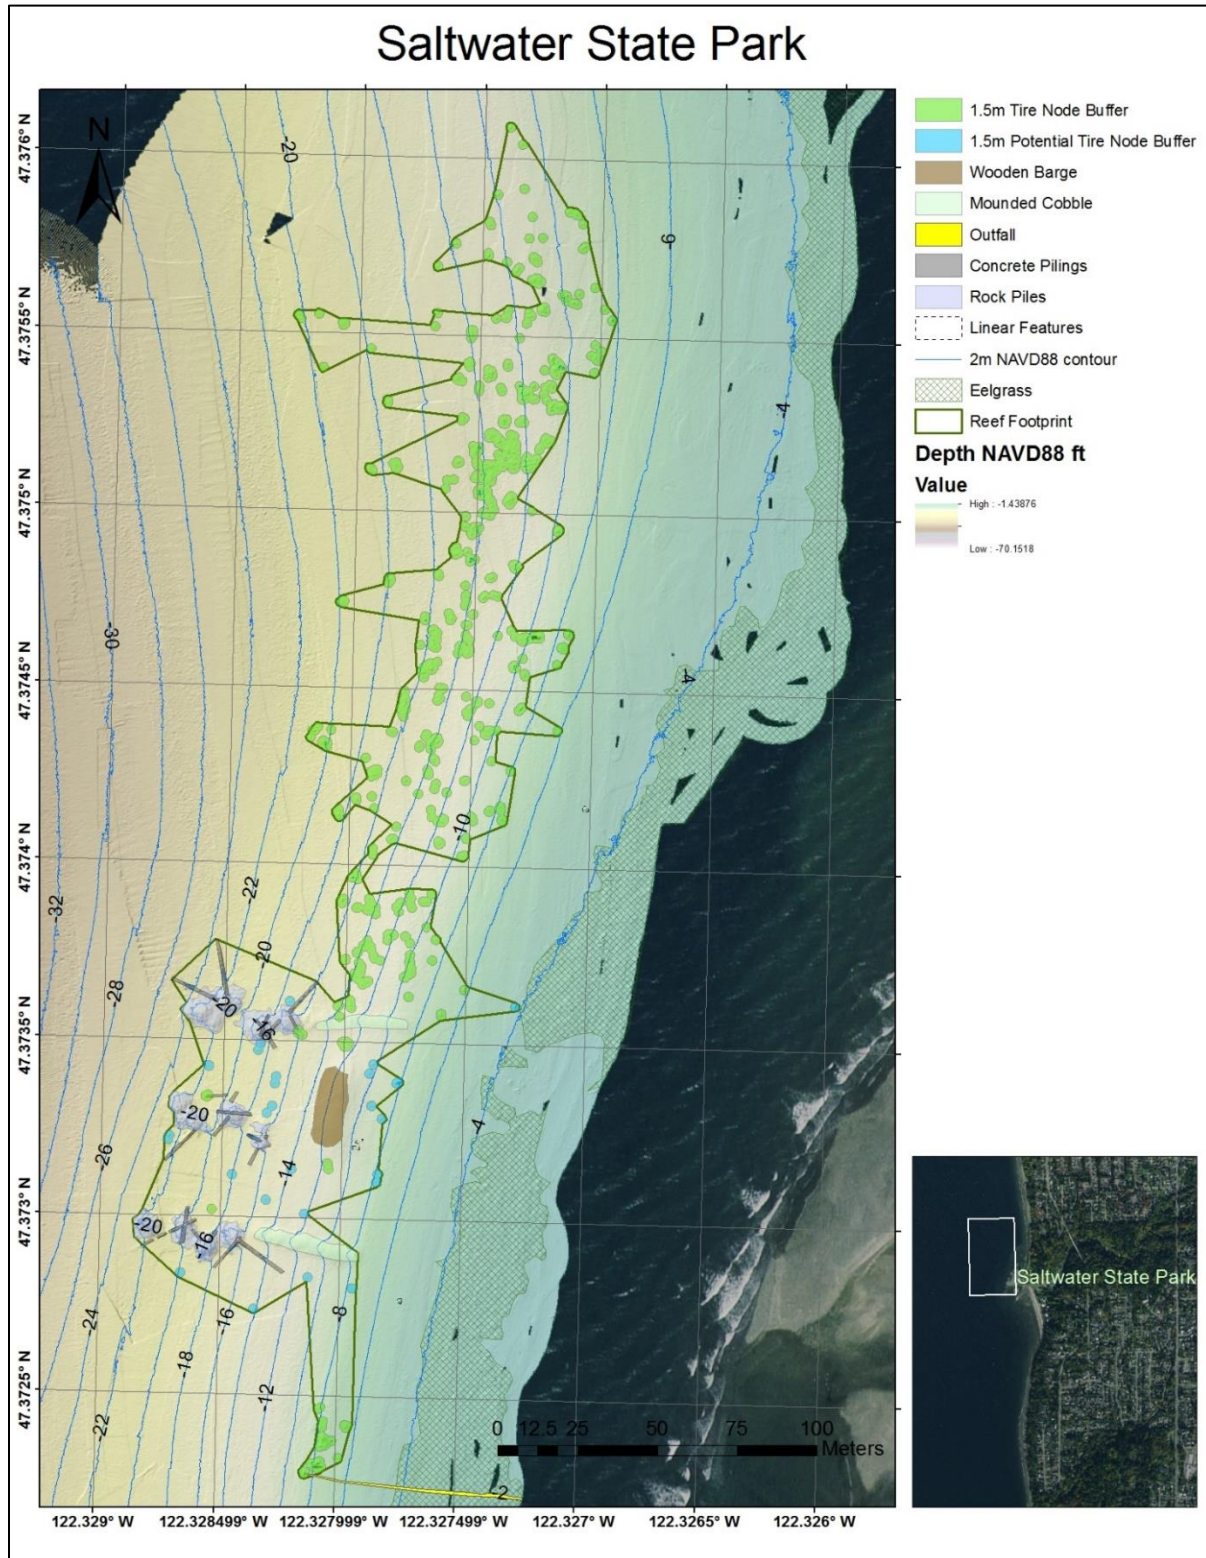 Saltwater State Park
N
47.376° N
47.3755° N
47.375° N
47.3745° N
47.374° N
47.3735° N
47.373° N
47.3725° N
-20
-6
-4
-30
-4
-10
-32
-22
-20
-28
-20
-16
-20
-4
-26
-14
-20
-16
-24
-16
-8
-18
-12
-22
-2
0 12.5 25 50 75 100
Meters
122.329° W 122.328499° W 122.327999° W 122.327499° W 122.327° W 122.3265° W 122.326° W
1.5m Tire Node Buffer
1.5m Potential Tire Node Buffer
Wooden Barge
Mounded Cobble
Outfall
Concrete Pilings
Rock Piles
Linear Features
2m NAVD88 contour
Eelgrass
Reef Footprint
Depth NAVD88 ft
Value
High : -1.43876
Low : -70.1518
Saltwater State Park